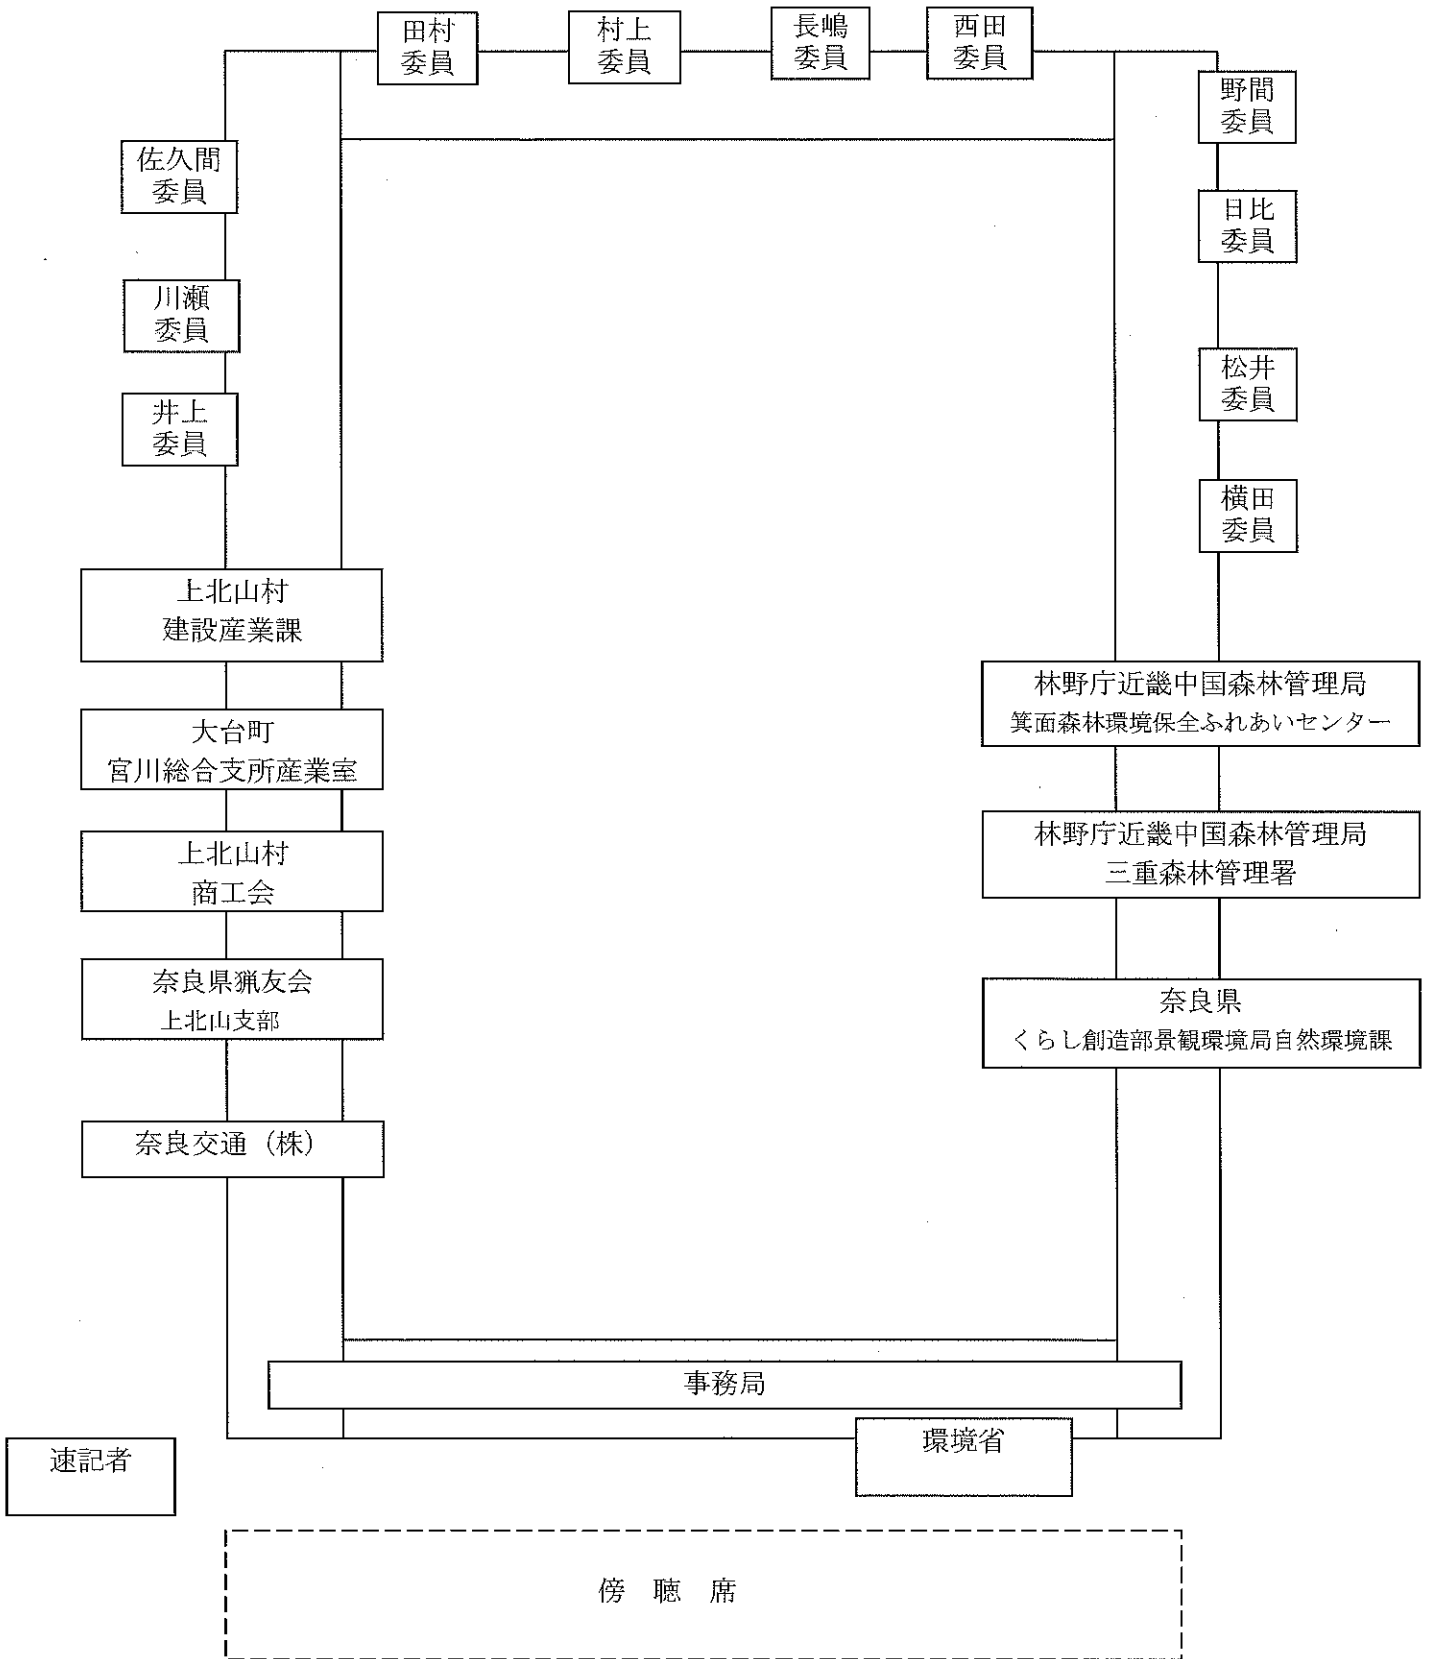 田村
委員
村上
委員
長嶋
委員
西田
委員
野間
委員
日比
委員
松井
委員
横田
委員
佐久間
委員
川瀬
委員
井上
委員
上北山村
建設産業課
大台町
宮川総合支所産業室
上北山村
商工会
奈良県猟友会
上北山支部
奈良交通（株）
林野庁近畿中国森林管理局
箕面森林環境保全ふれあいセンター
林野庁近畿中国森林管理局
三重森林管理署
奈良県
くらし創造部景観環境局自然環境課
事務局
環境省
速記者
傍　聴　席